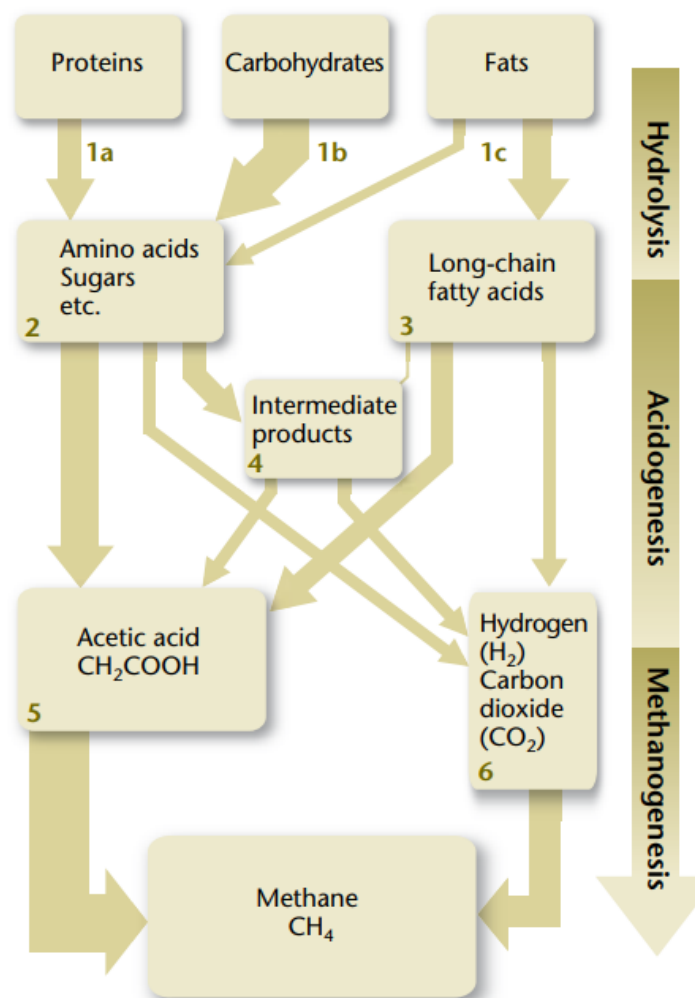 Proteins
Carbohydrates
Fats
1a
1b
1c
Hydrolysis
Amino acids
Sugars
etc.
2
Long-chain
fatty acids
3
Acidogenesis
Intermediate
products
4
Acetic acid
CH₂COOH
5
Hydrogen
(H₂)
Carbon
dioxide
(CO₂)
6
Methanogenesis
Methane
CH₄